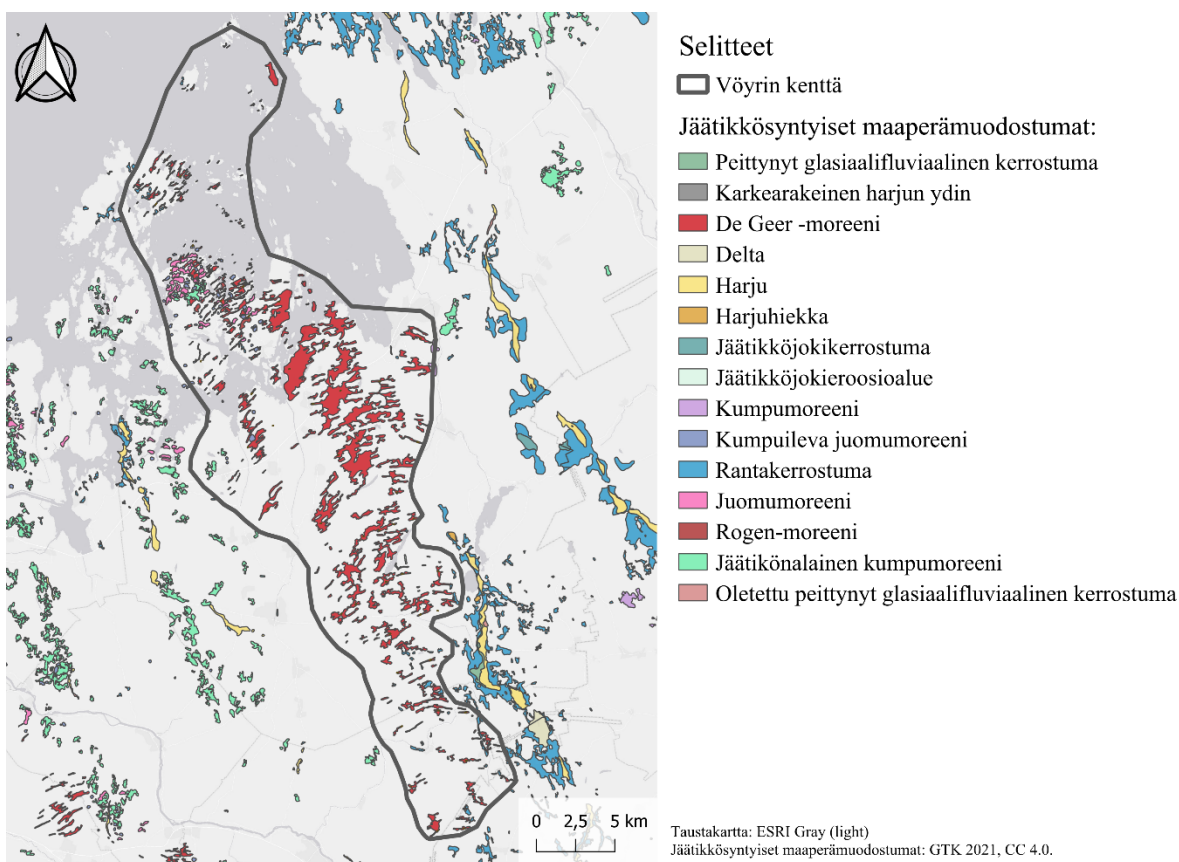 Selitteet
Vöyrin kenttä
Jäätikkösyntyiset maaperämuodostumat:
Peittynyt glasiaalifluviaalinen kerrostuma
Karkearakeinen harjun ydin
De Geer -moreeni
Delta
Harju
Harjuhiekka
Jäätikköjokikerrostuma
Jäätikköjokieroosioalue
Kumpumoreeni
Kumpuileva juomumoreeni
Rantakerrostuma
Juomumoreeni
Rogen-moreeni
Jäätikönalainen kumpumoreeni
Oletettu peittynyt glasiaalifluviaalinen kerrostuma
0 2,5 5 km
Taustakartta: ESRI Gray (light)
Jäätikkösyntyiset maaperämuodostumat: GTK 2021, CC 4.0.